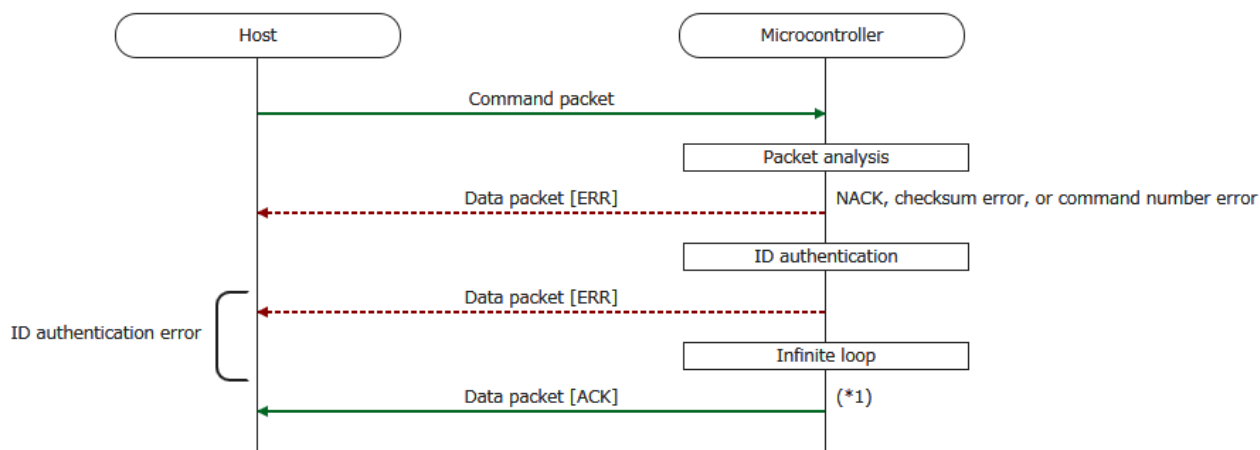 Host
Microcontroller
Command packet
Packet analysis
Data packet [ERR]
NACK, checksum error, or command number error
ID authentication
Data packet [ERR]
ID authentication error
Infinite loop
Data packet [ACK]
(*1)